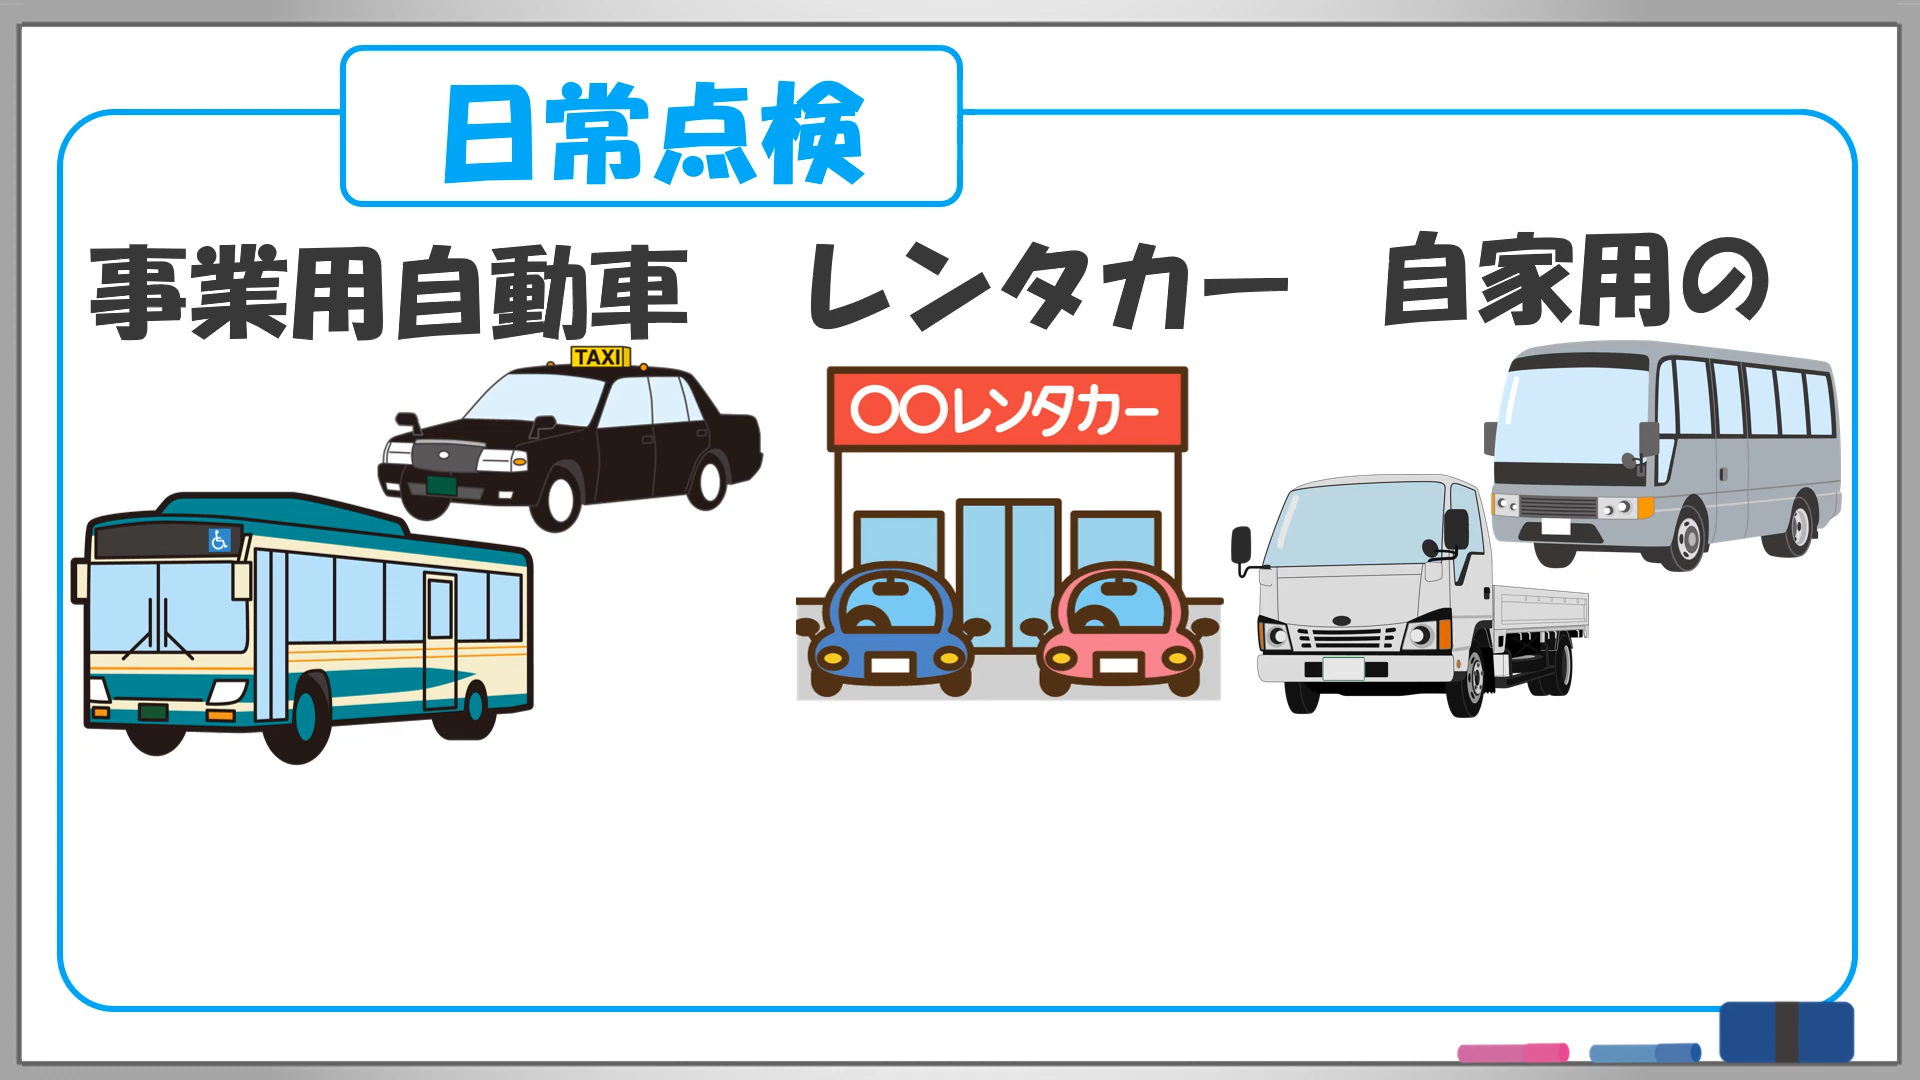 日常点検
事業用自動車
レンタカー
自家用の
TAXI
〇〇レンタカー